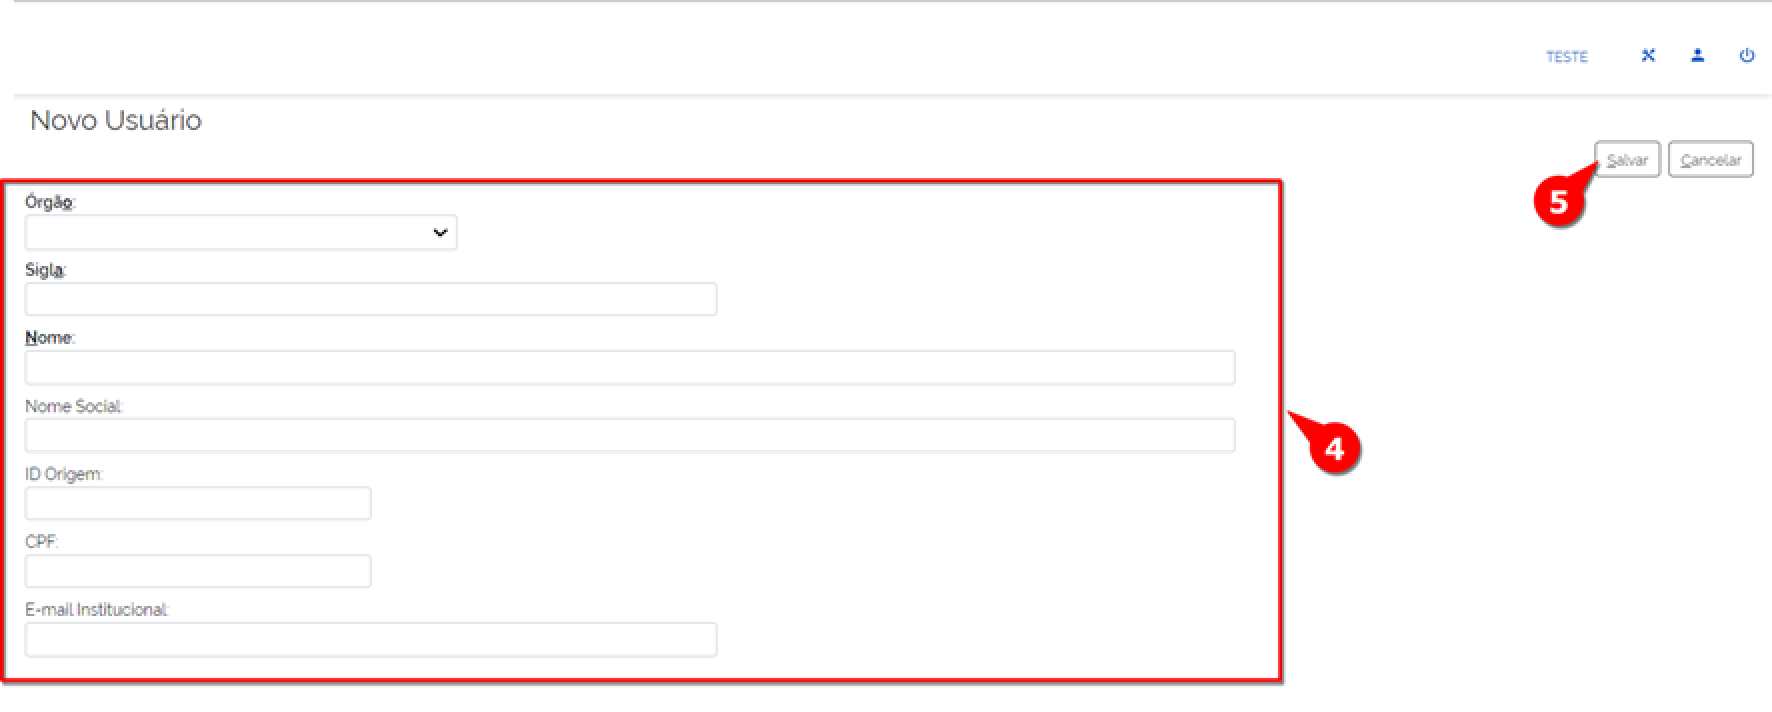 TESTE
Novo Usuário
Salvar Cancelar
5
Órgão:
Sigla:
Nome:
Nome Social:
4
ID Origem:
CPF:
E-mail Institucional: